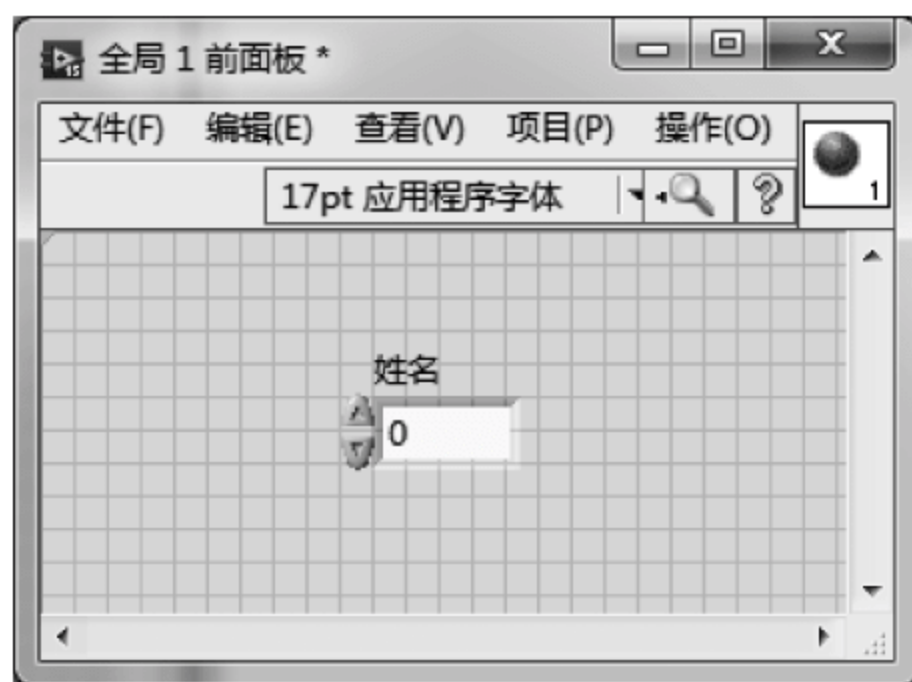 全局 1 前面板 *
文件(F) 编辑(E) 查看(V) 项目(P) 操作(O)
17pt 应用程序字体
1
姓名
0